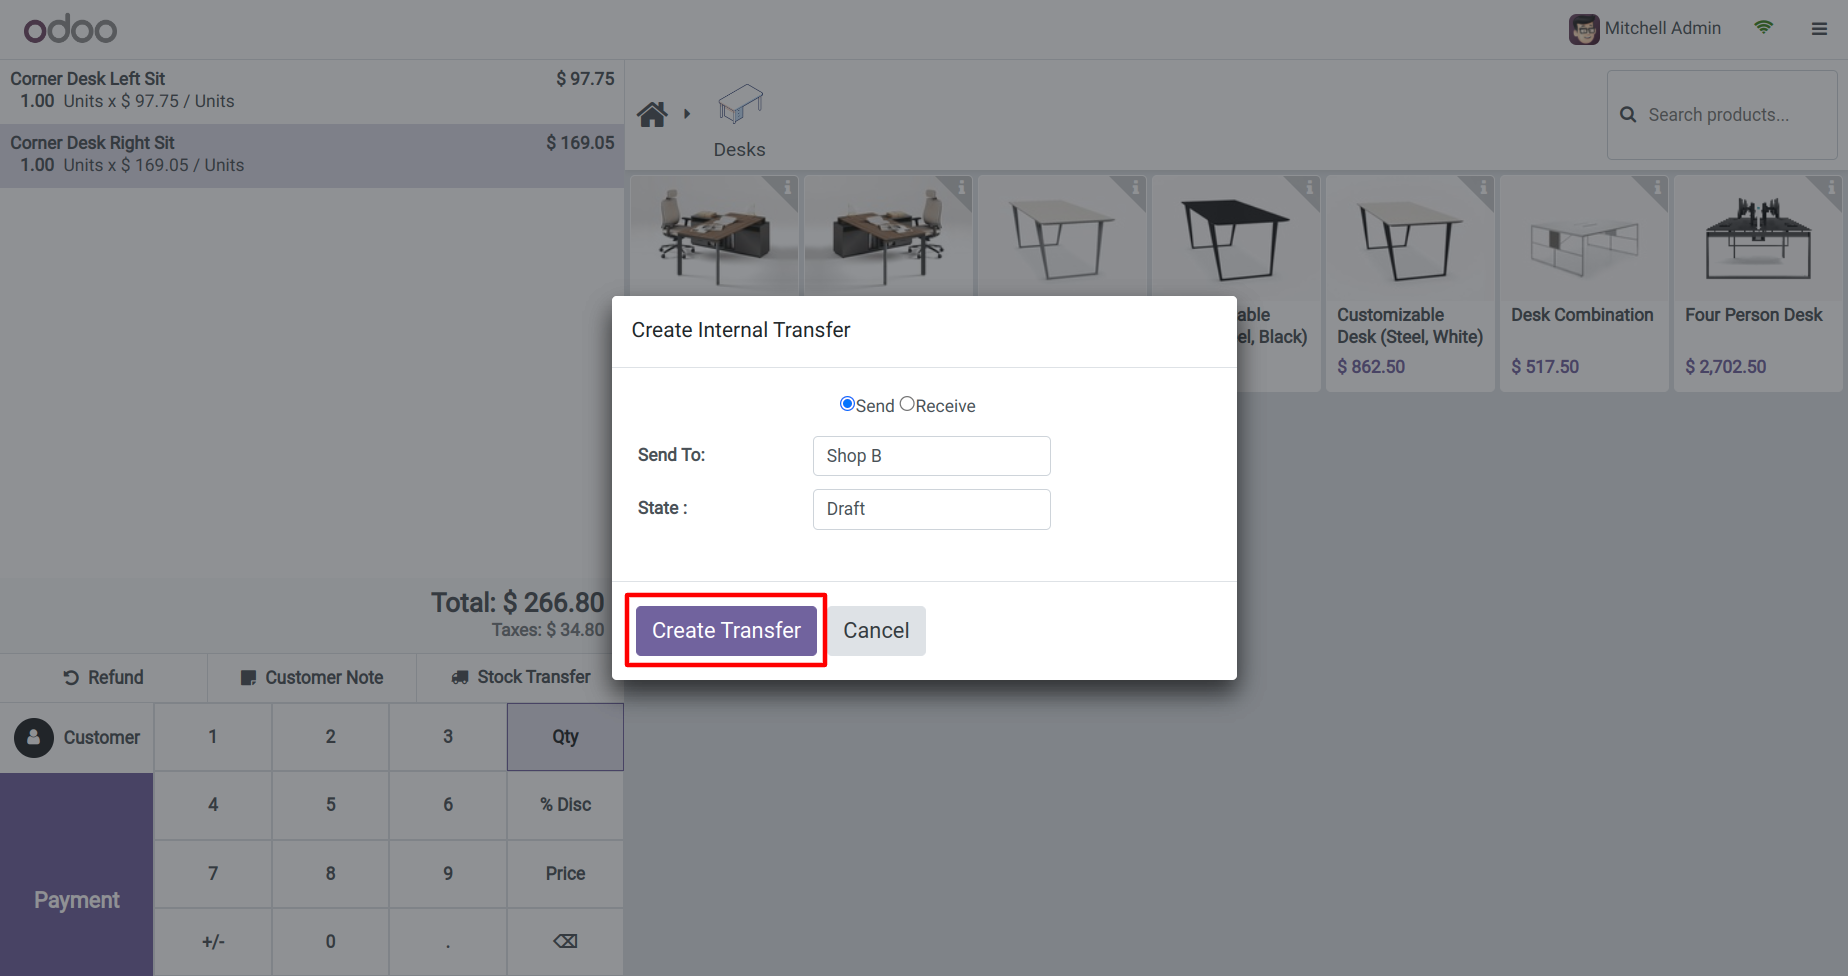 odoo
Mitchell Admin
Corner Desk Left Sit $ 97.75
1.00 Units x $ 97.75 / Units
Corner Desk Right Sit $ 169.05
1.00 Units x $ 169.05 / Units
Desks
Search products...
able
el, Black)
Customizable
Desk (Steel, White)
$ 862.50
Desk Combination
$ 517.50
Four Person Desk
$ 2,702.50
Create Internal Transfer
Send Receive
Send To: Shop B
State : Draft
Create Transfer Cancel
Total: $ 266.80
Taxes: $ 34.80
Refund Customer Note Stock Transfer
Customer 1 2 3 Qty
4 5 6 % Disc
7 8 9 Price
Payment
+/- 0 .